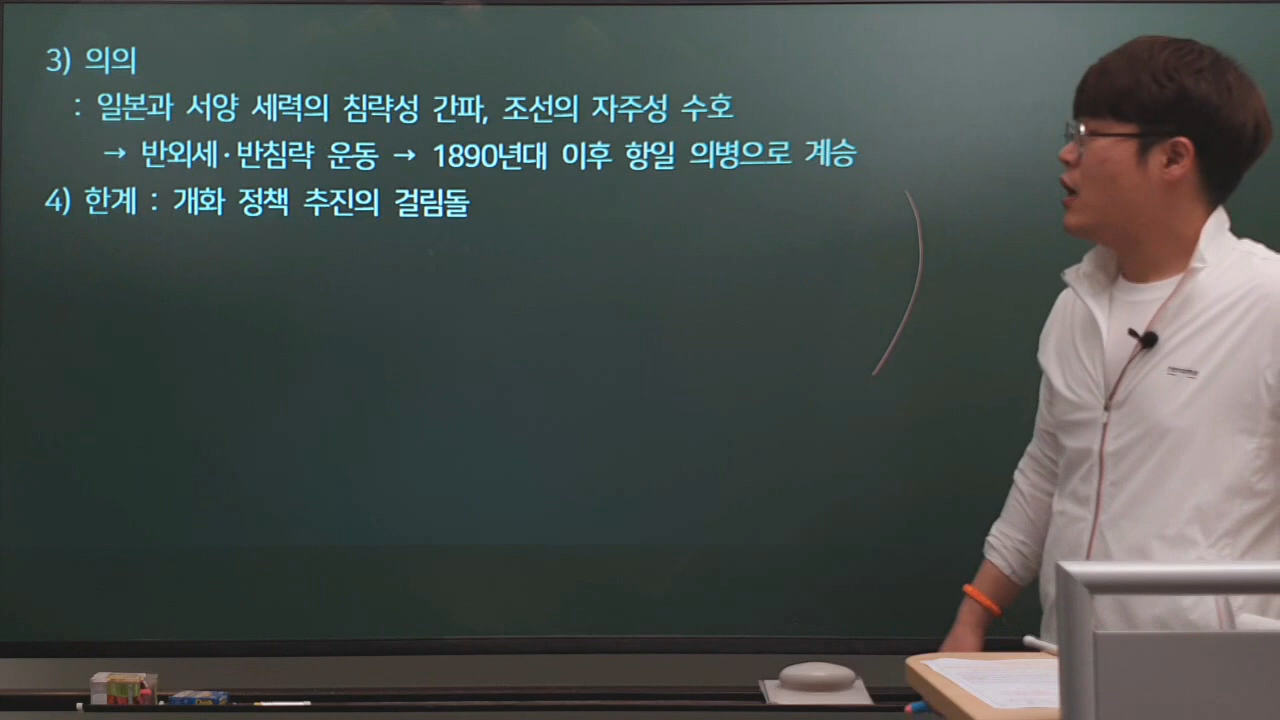 3) 의의
: 일본과 서양 세력의 침략성 간파, 조선의 자주성 수호
→ 반외세·반침략 운동 → 1890년대 이후 항일 의병으로 계승
4) 한계 : 개화 정책 추진의 걸림돌